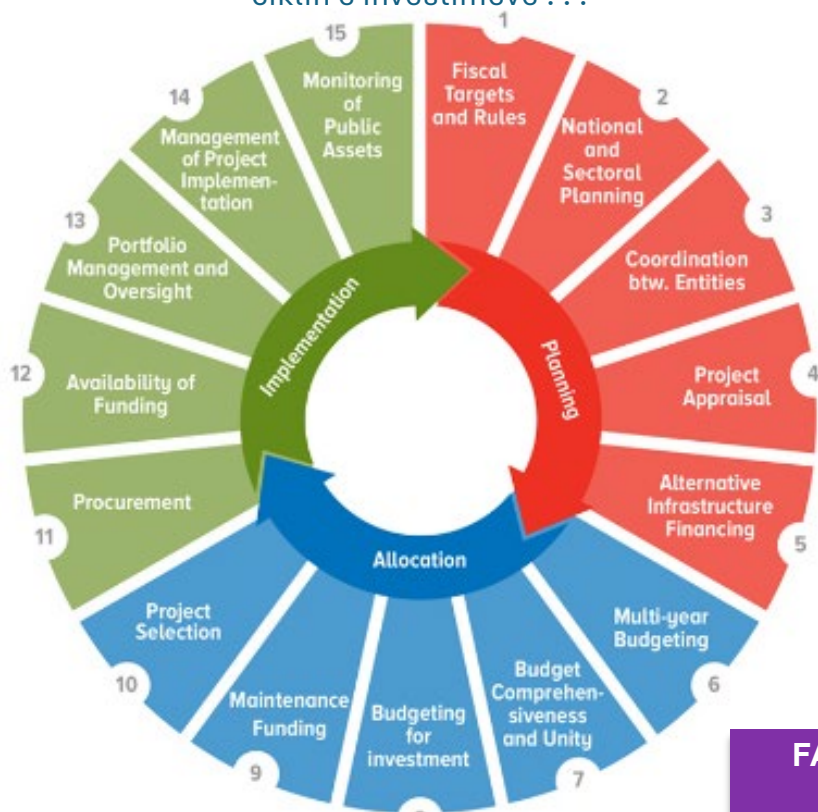 ciklin e investimeve . . .
1
Fiscal
Targets
and Rules
2
National
and
Sectoral
Planning
3
Coordination
btw. Entities
4
Project
Appraisal
5
Alternative
Infrastructure
Financing
6
Multi-year
Budgeting
7
Budget
Comprehen-
siveness
and Unity
Budgeting
for
investment
9
Maintenance
Funding
10
Project
Selection
11
Procurement
12
Availability of
Funding
13
Portfolio
Management and
Oversight
14
Management
of Project
Implemen-
tation
15
Monitoring
of
Public
Assets
Planning
Allocation
Implementation